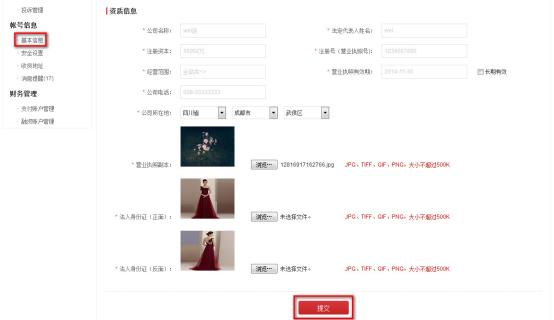 投诉管理
帐号信息
基本信息
安全设置
收货地址
消息提醒(17)
财务管理
支付账户管理
融资账户管理
资质信息
* 公司名称： wei
* 法定代表人姓名： wei
* 注册资本：
* 注册号（营业执照号）： 1234567890
* 经营范围：
* 营业执照有效期： 2014-11-30 长期有效
* 公司电话： 028-33333333
* 公司所在地： 四川省 成都市 武侯区
* 营业执照副本： 浏览… 12816917162766.jpg JPG、TIFF、GIF、PNG，大小不超过500K
* 法人身份证（正面）： 浏览… 未选择文件。 JPG、TIFF、GIF、PNG，大小不超过500K
* 法人身份证（反面）： 浏览… 未选择文件。 JPG、TIFF、GIF、PNG，大小不超过500K
提交